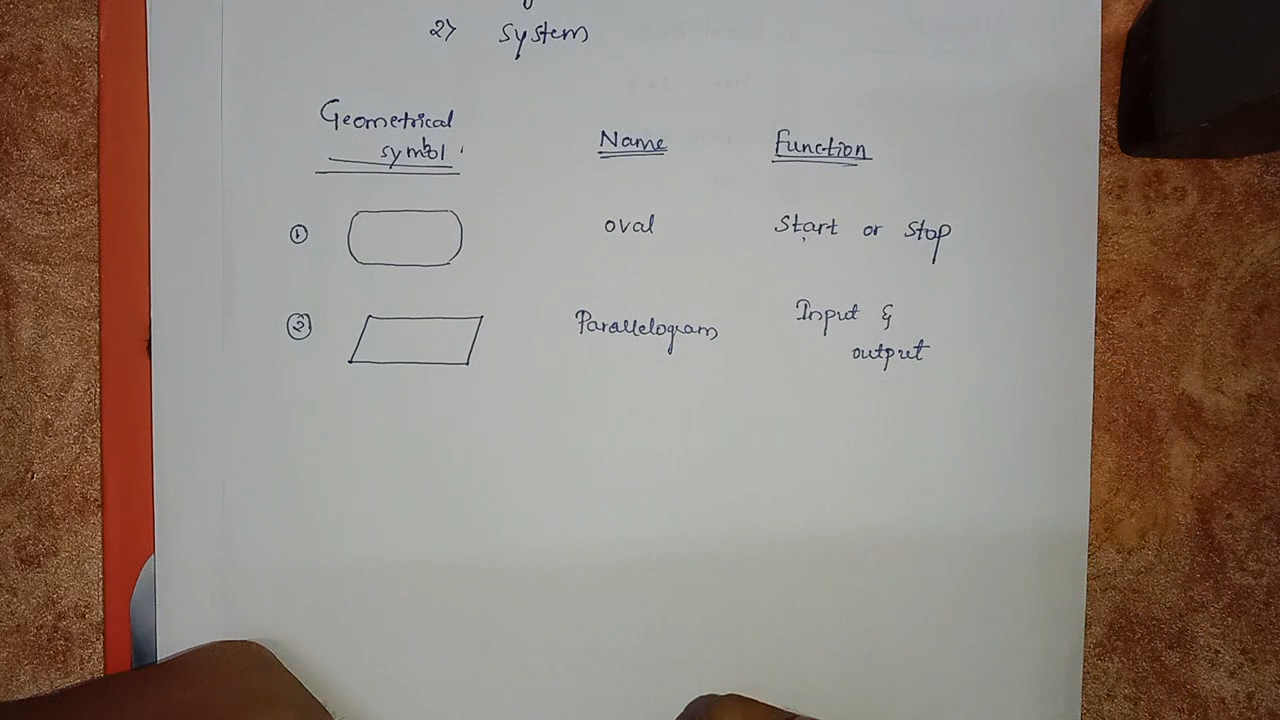 2) system
Geometrical
symbol
Name
Function
① oval Start or Stop
② Parallelogram Input &
output